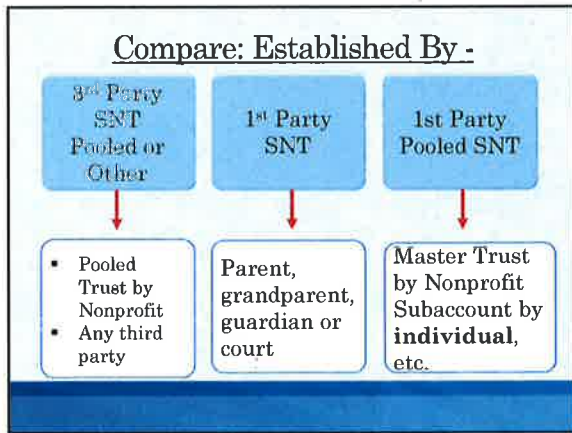 Compare: Established By -
3rd Party
SNT
Pooled or
Other
1st Party
SNT
1st Party
Pooled SNT
▪ Pooled
Trust by
Nonprofit
▪ Any third
party
Parent,
grandparent,
guardian or
court
Master Trust
by Nonprofit
Subaccount by
individual,
etc.